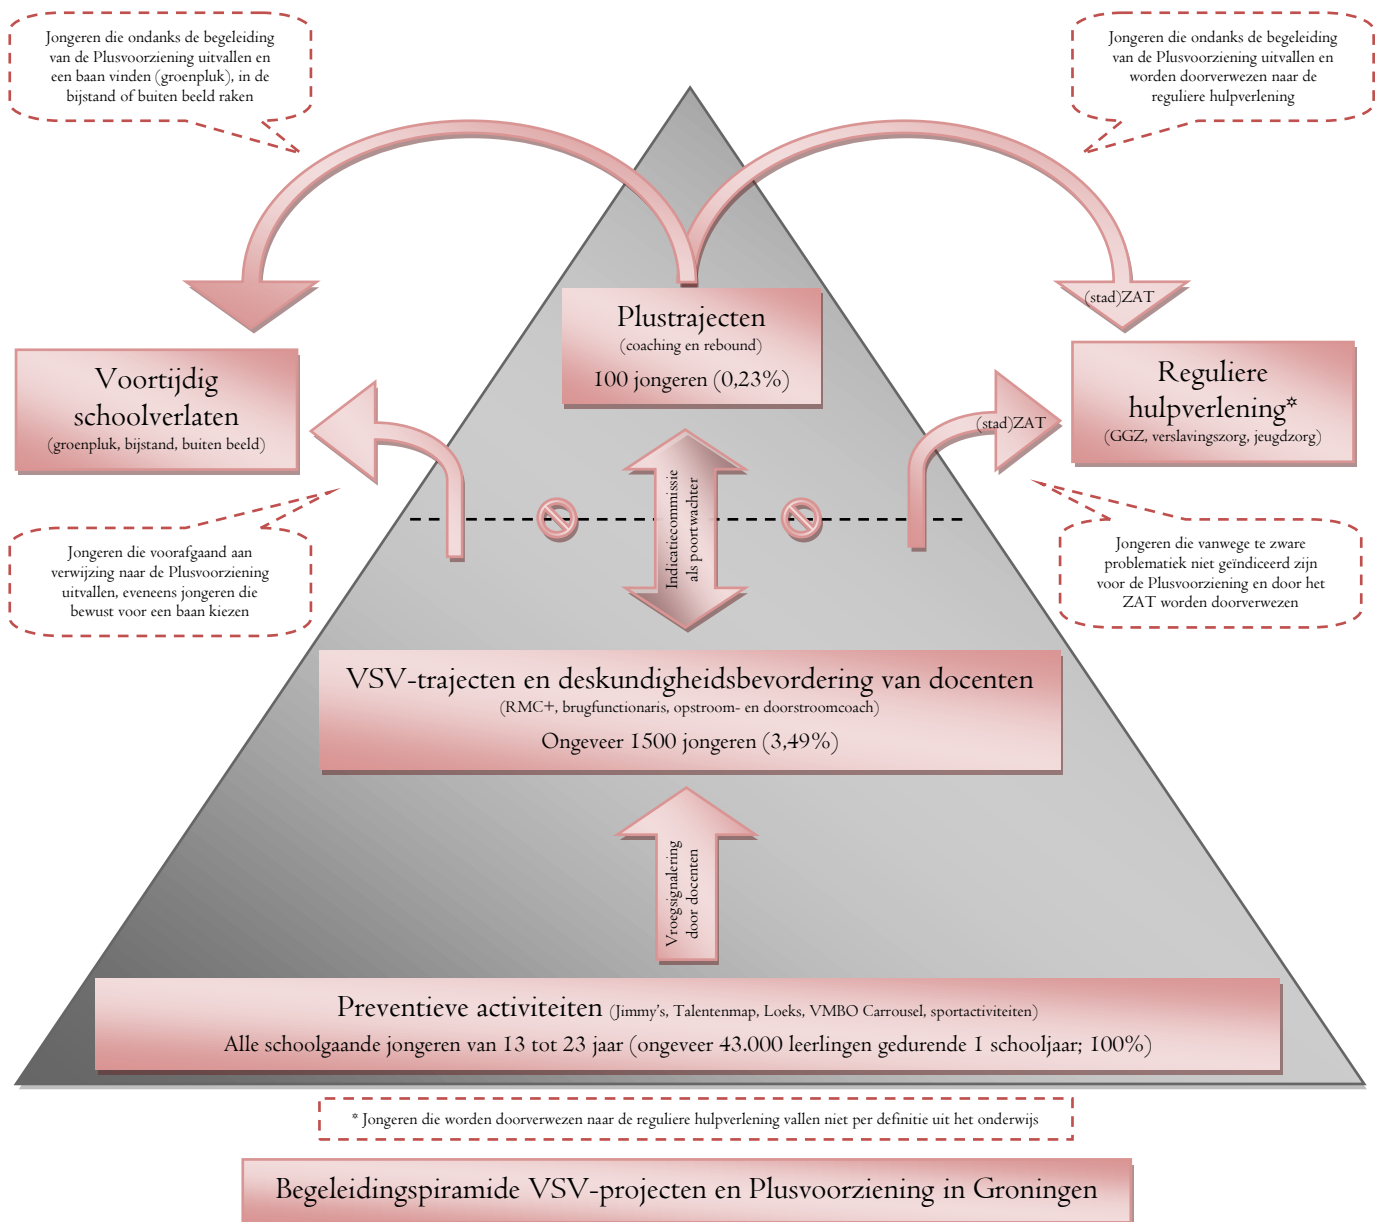 Jongeren die ondanks de begeleiding
van de Plusvoorziening uitvallen en
een baan vinden (groenpluk), in de
bijstand of buiten beeld raken
Jongeren die ondanks de begeleiding
van de Plusvoorziening uitvallen en
worden doorverwezen naar de
reguliere hulpverlening
(stad)ZAT
Plustrajecten
(coaching en rebound)
100 jongeren (0,23%)
Voortijdig
schoolverlaten
(groenpluk, bijstand, buiten beeld)
Reguliere
hulpverlening*
(GGZ, verslavingszorg, jeugdzorg)
(stad)ZAT
Indicatiecommissie
als poortwachter
Jongeren die voorafgaand aan
verwijzing naar de Plusvoorziening
uitvallen, eveneens jongeren die
bewust voor een baan kiezen
Jongeren die vanwege te zware
problematiek niet geïndiceerd zijn
voor de Plusvoorziening en door het
ZAT worden doorverwezen
VSV-trajecten en deskundigheidsbevordering van docenten
(RMC+, brugfunctionaris, opstroom- en doorstroomcoach)
Ongeveer 1500 jongeren (3,49%)
Vroegsignalering
door docenten
Preventieve activiteiten (Jimmy's, Talentenmap, Loeks, VMBO Carrousel, sportactiviteiten)
Alle schoolgaande jongeren van 13 tot 23 jaar (ongeveer 43.000 leerlingen gedurende 1 schooljaar; 100%)
* Jongeren die worden doorverwezen naar de reguliere hulpverlening vallen niet per definitie uit het onderwijs
Begeleidingspiramide VSV-projecten en Plusvoorziening in Groningen